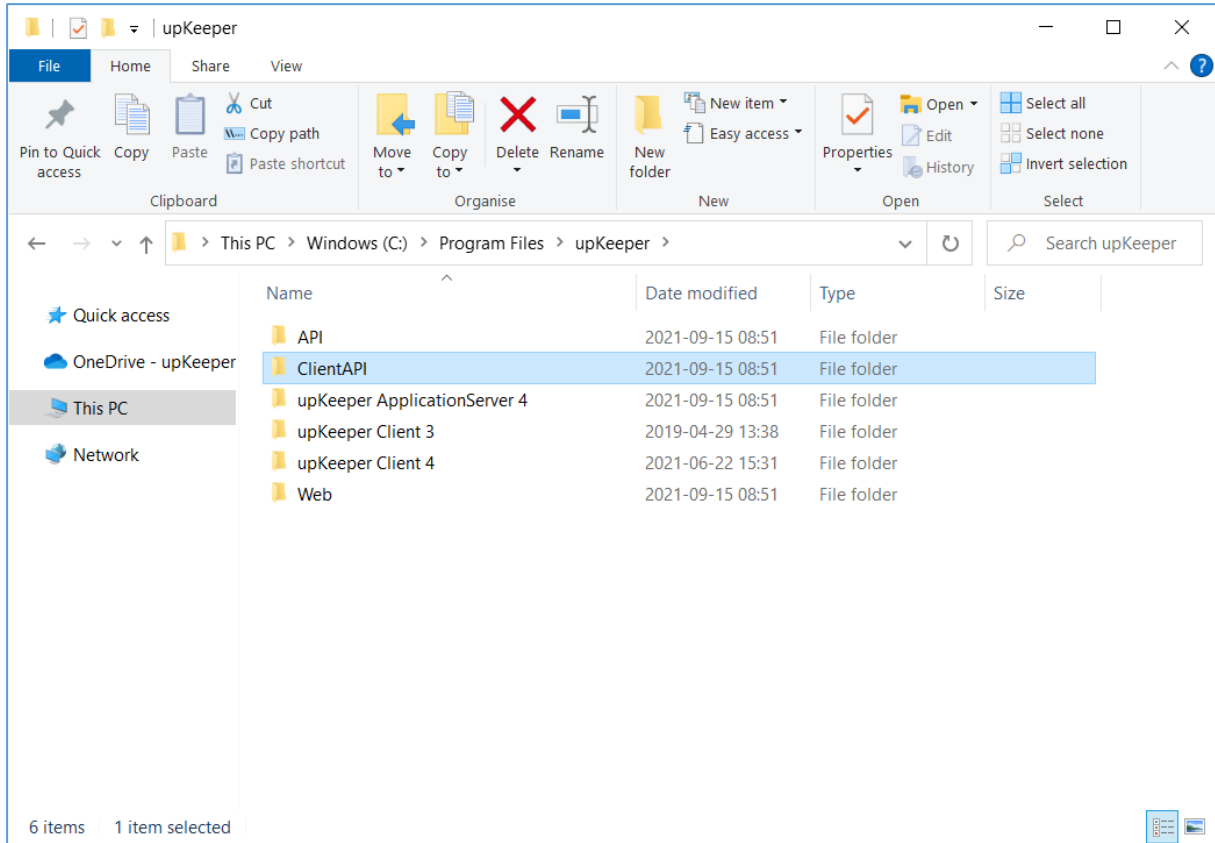 upKeeper
File Home Share View
Pin to Quick access
Copy
Paste
Cut
Copy path
Paste shortcut
Clipboard
Move to
Copy to
Delete
Rename
Organise
New folder
New item
Easy access
New
Properties
Open
Edit
History
Open
Select all
Select none
Invert selection
Select
This PC > Windows (C:) > Program Files > upKeeper >
Search upKeeper
Quick access
OneDrive - upKeeper
This PC
Network
Name Date modified Type Size
API 2021-09-15 08:51 File folder
ClientAPI 2021-09-15 08:51 File folder
upKeeper ApplicationServer 4 2021-09-15 08:51 File folder
upKeeper Client 3 2019-04-29 13:38 File folder
upKeeper Client 4 2021-06-22 15:31 File folder
Web 2021-09-15 08:51 File folder
6 items 1 item selected